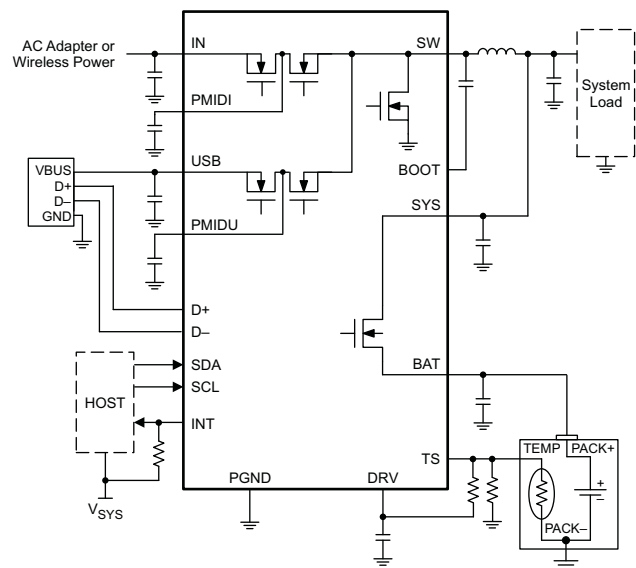 AC Adapter or
Wireless Power
IN
SW
System
Load
PMIDI
VBUS
D+
D–
GND
USB
BOOT
SYS
PMIDU
D+
D–
HOST
SDA
SCL
INT
BAT
TS
TEMP
PACK+
+
–
PACK–
PGND
DRV
VSYS